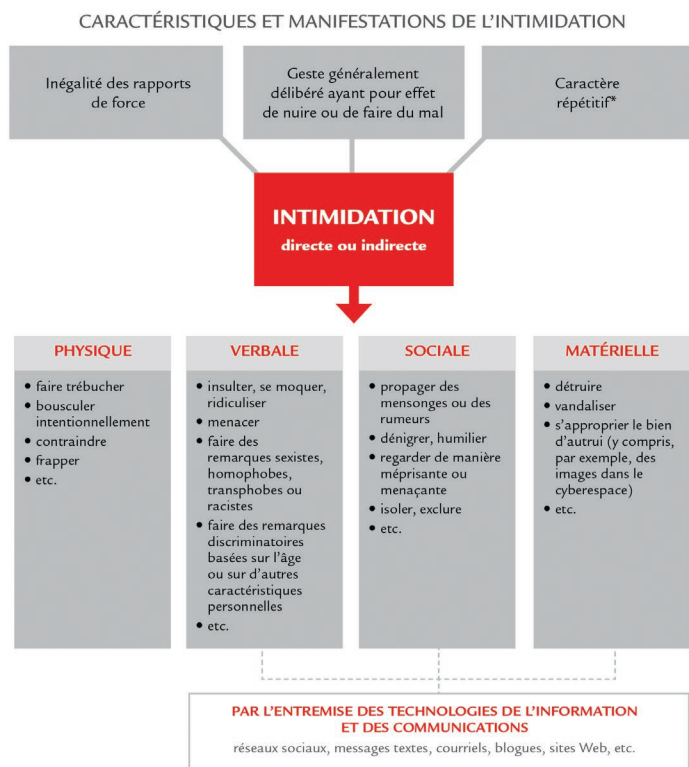 CARACTÉRISTIQUES ET MANIFESTATIONS DE L'INTIMIDATION
Inégalité des rapports
de force
Geste généralement
délibéré ayant pour effet
de nuire ou de faire du mal
Caractère
répétitif*
INTIMIDATION
directe ou indirecte
PHYSIQUE
• faire trébucher
• bousculer
intentionnellement
• contraindre
• frapper
• etc.
VERBALE
• insulter, se moquer,
ridiculiser
• menacer
• faire des
remarques sexistes,
homophobes,
transphobes ou
racistes
• faire des remarques
discriminatoires
basées sur l'âge
ou sur d'autres
caractéristiques
personnelles
• etc.
SOCIALE
• propager des
mensonges ou des
rumeurs
• dénigrer, humilier
• regarder de manière
méprisante ou
menaçante
• isoler, exclure
• etc.
MATÉRIELLE
• détruire
• vandaliser
• s'approprier le bien
d'autrui (y compris,
par exemple, des
images dans le
cyberespace)
• etc.
PAR L'ENTREMISE DES TECHNOLOGIES DE L'INFORMATION
ET DES COMMUNICATIONS
réseaux sociaux, messages textes, courriels, blogues, sites Web, etc.